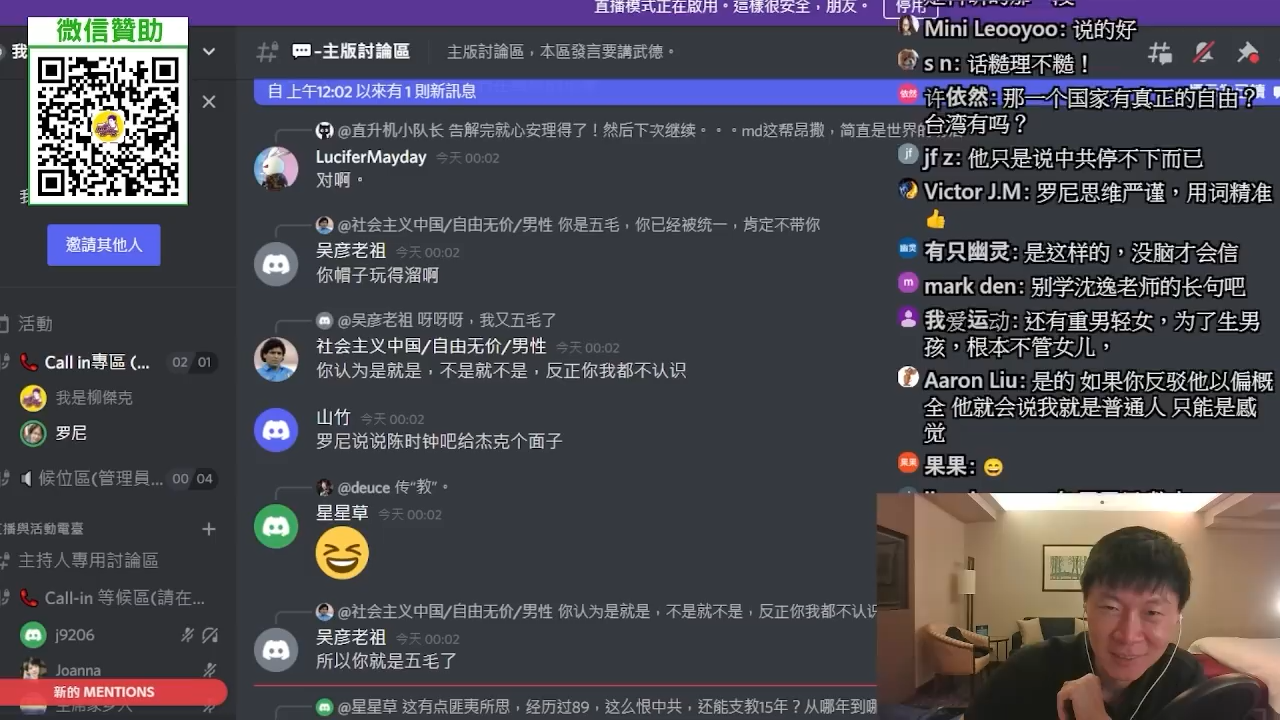 直播模式正在啟用。這樣很安全，朋友。
停用
微信贊助
我
邀請其他人
活動
Call in專區 (...
02 01
我是柳傑克
罗尼
候位區(管理員...
00 04
直播與活動電臺
主持人專用討論區
Call-in 等候區(請在...
j9206
Joanna
新的 MENTIONS
-主版討論區
主版討論區，本區發言要講武德。
自 上午12:02 以來有 1 則新訊息
@直升机小队长 告解完就心安理得了！然后下次继续。。。md这帮昂撒，简直是世界的
LuciferMayday 今天 00:02
对啊。
@社会主义中国/自由无价/男性 你是五毛，你已经被统一，肯定不带你
吴彦老祖 今天 00:02
你帽子玩得溜啊
@吴彦老祖 呀呀呀，我又五毛了
社会主义中国/自由无价/男性 今天 00:02
你认为是就是，不是就不是，反正你我都不认识
山竹 今天 00:02
罗尼说说陈时钟吧给杰克个面子
@deuce 传“教”。
星星草 今天 00:02
@社会主义中国/自由无价/男性 你认为是就是，不是就不是，反正你我都不认识
吴彦老祖 今天 00:02
所以你就是五毛了
@星星草 这有点匪夷所思，经历过89，这么恨中共，还能支教15年？从哪年到哪
Mini Leooyoo: 说的好
s n: 话糙理不糙！
许依然: 那一个国家有真正的自由？
台湾有吗？
jf z: 他只是说中共停不下而已
Victor J.M: 罗尼思维严谨，用词精准
👍
有只幽灵: 是这样的，没脑才会信
mark den: 别学沈逸老师的长句吧
我爱运动: 还有重男轻女，为了生男
孩，根本不管女儿，
Aaron Liu: 是的 如果你反驳他以偏概
全 他就会说我就是普通人 只能是感
觉
果果: 😄